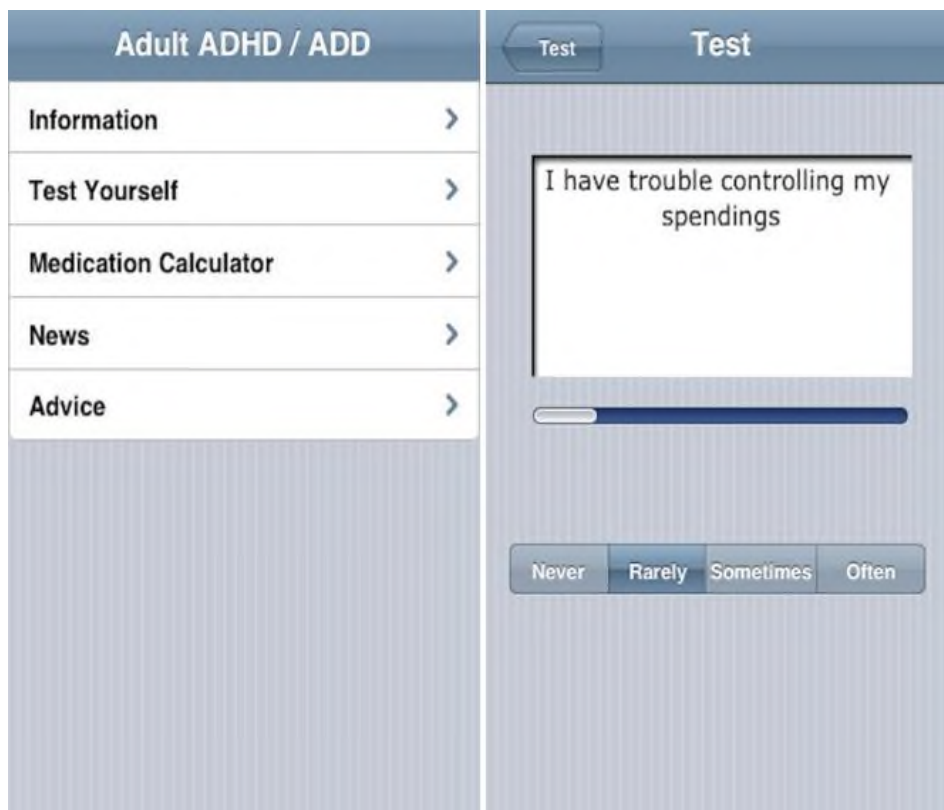 Adult ADHD / ADD
Information
Test Yourself
Medication Calculator
News
Advice
Test
Test
I have trouble controlling my
spendings
Never Rarely Sometimes Often